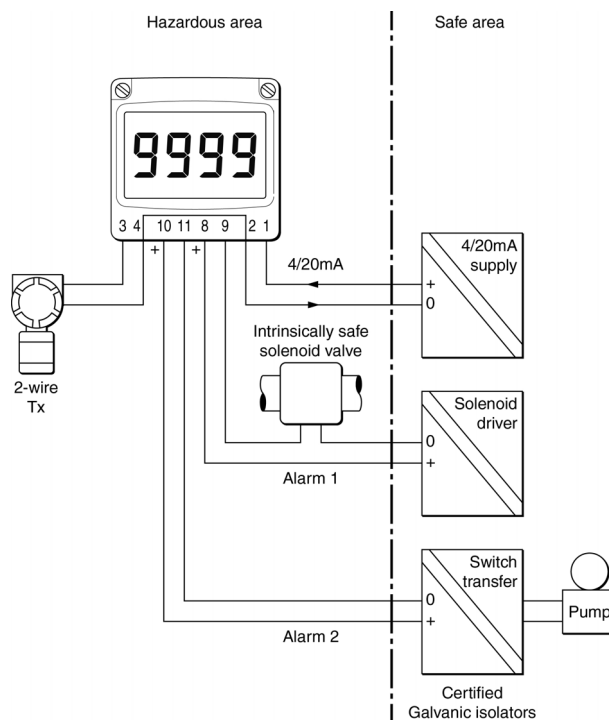 Hazardous area
Safe area
9999
3 4 10 11 8 9 2 1
+ +
4/20mA
4/20mA
supply
+
0
Intrinsically safe
solenoid valve
2-wire
Tx
Solenoid
driver
0
+
Alarm 1
Switch
transfer
0
+
Pump
Alarm 2
Certified
Galvanic isolators